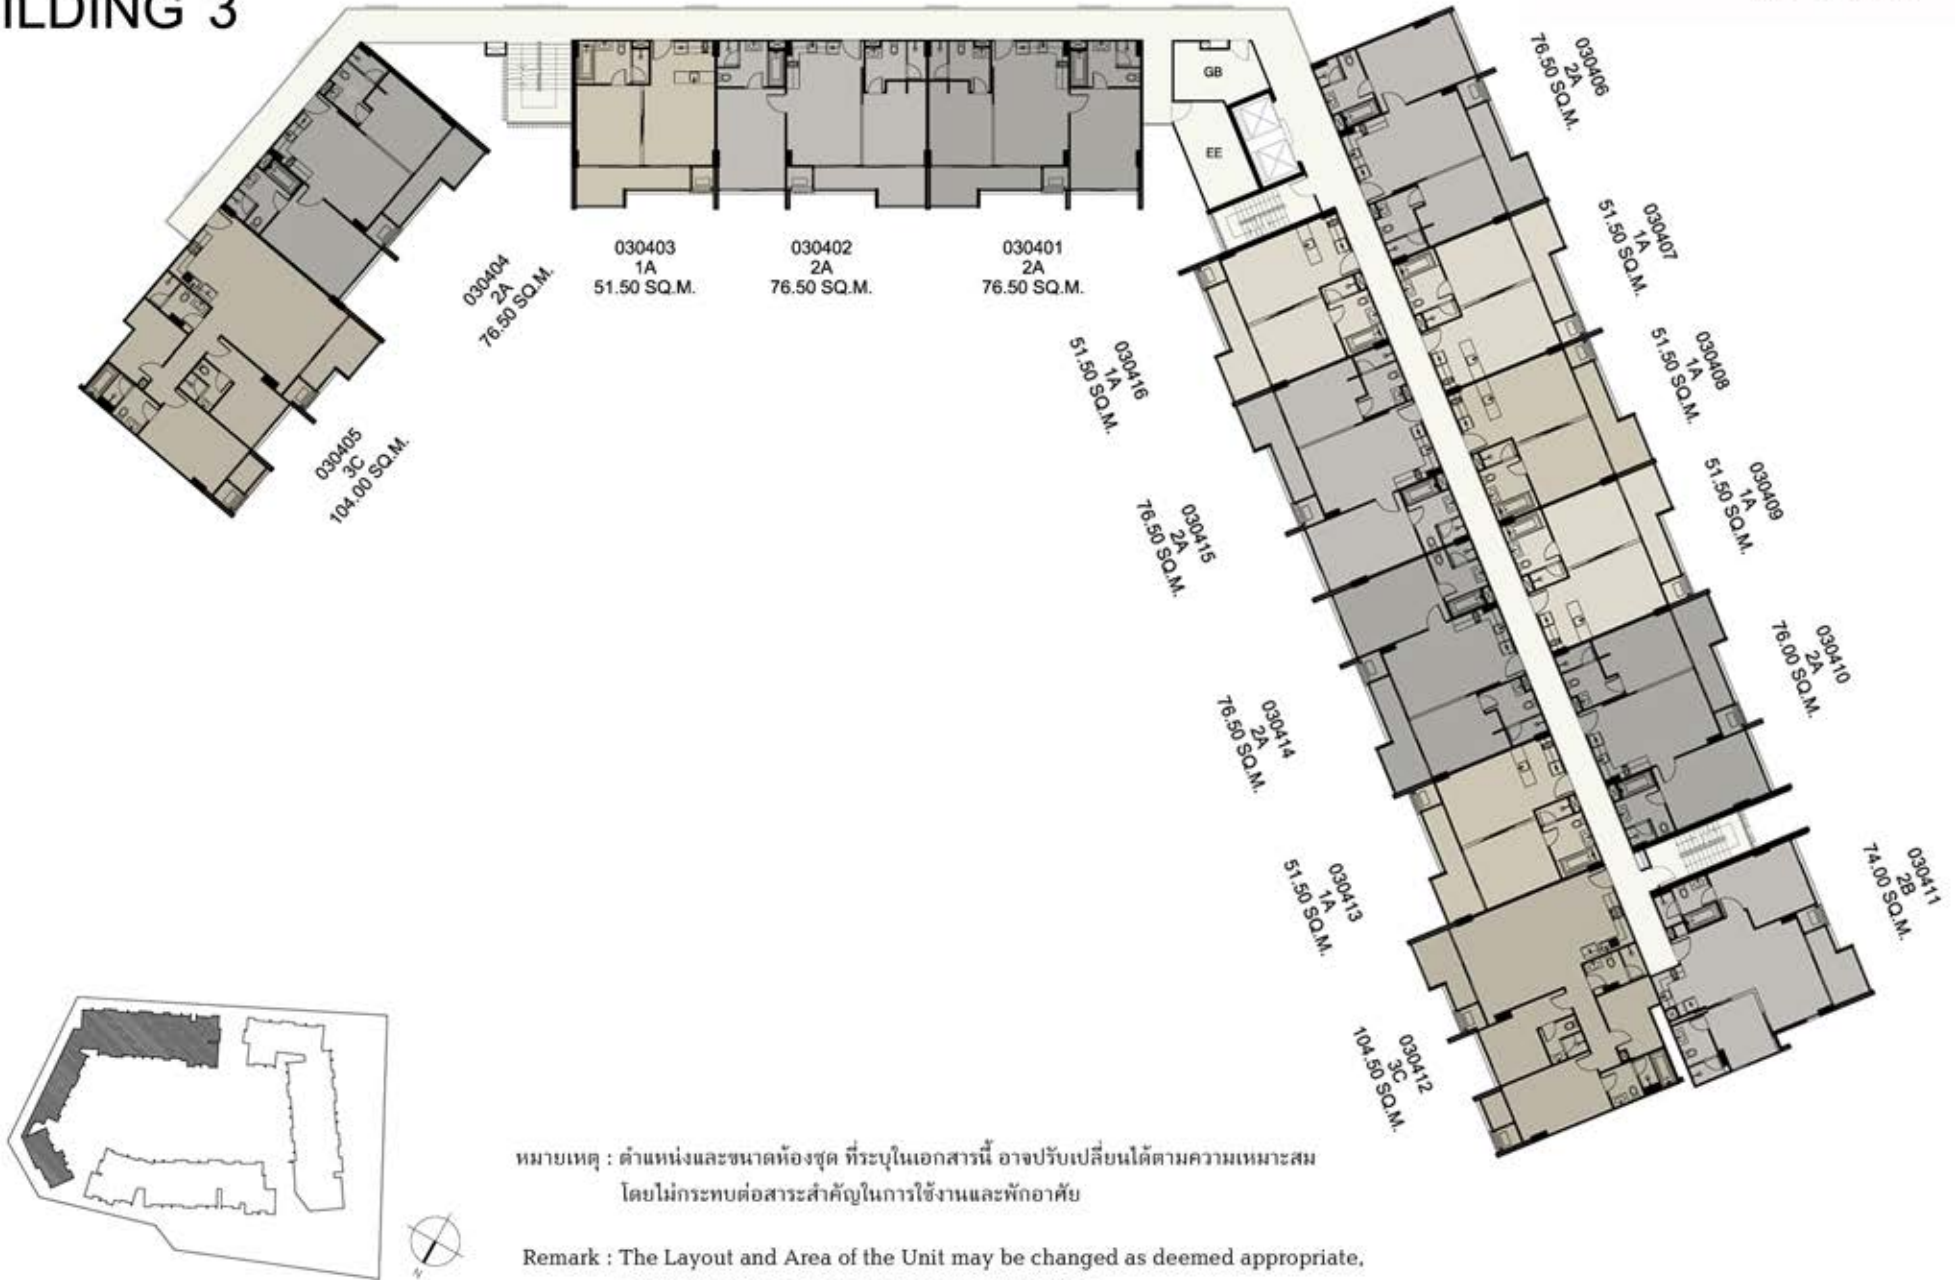 ILDING 3
GB
EE
030403
1A
51.50 SQ.M.
030402
2A
76.50 SQ.M.
030401
2A
76.50 SQ.M.
030404
2A
76.50 SQ.M.
030405
3C
104.00 SQ.M.
030406
2A
76.50 SQ.M.
030407
1A
51.50 SQ.M.
030408
1A
51.50 SQ.M.
030409
1A
51.50 SQ.M.
030410
2A
76.00 SQ.M.
030411
2B
74.00 SQ.M.
030416
1A
51.50 SQ.M.
030415
2A
76.50 SQ.M.
030414
2A
76.50 SQ.M.
030413
1A
51.50 SQ.M.
030412
3C
104.50 SQ.M.
N
หมายเหตุ : ตำแหน่งและขนาดห้องชุด ที่ระบุในเอกสารนี้ อาจปรับเปลี่ยนได้ตามความเหมาะสม
โดยไม่กระทบต่อสาระสำคัญในการใช้งานและพักอาศัย
Remark : The Layout and Area of the Unit may be changed as deemed appropriate,